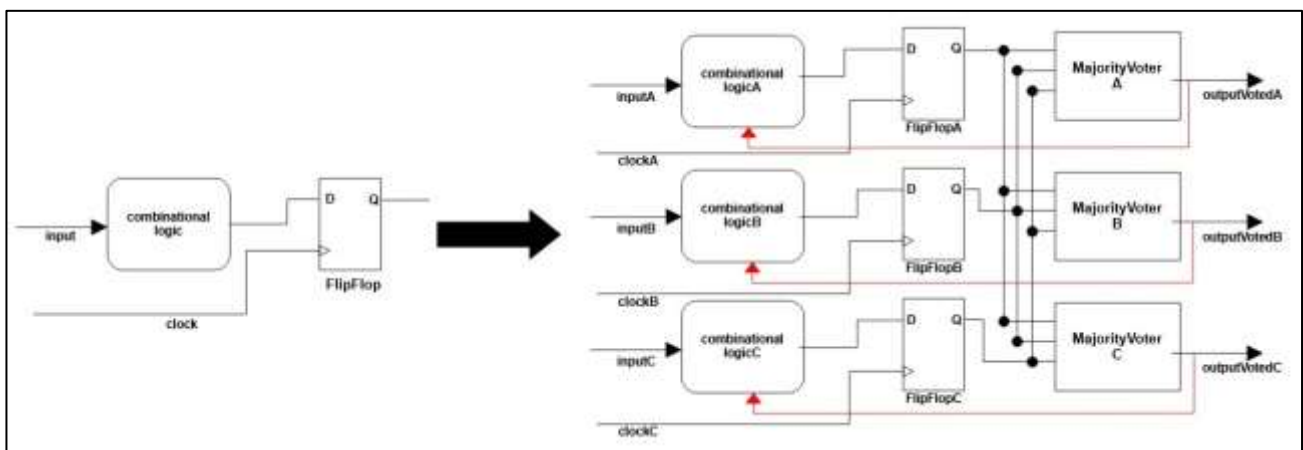 combinational
logic
input
clock
D
Q
FlipFlop
combinational
logicA
inputA
clockA
D
Q
FlipFlopA
MajorityVoter
A
outputVotedA
combinational
logicB
inputB
clockB
D
Q
FlipFlopB
MajorityVoter
B
outputVotedB
combinational
logicC
inputC
clockC
D
Q
FlipFlopC
MajorityVoter
C
outputVotedC